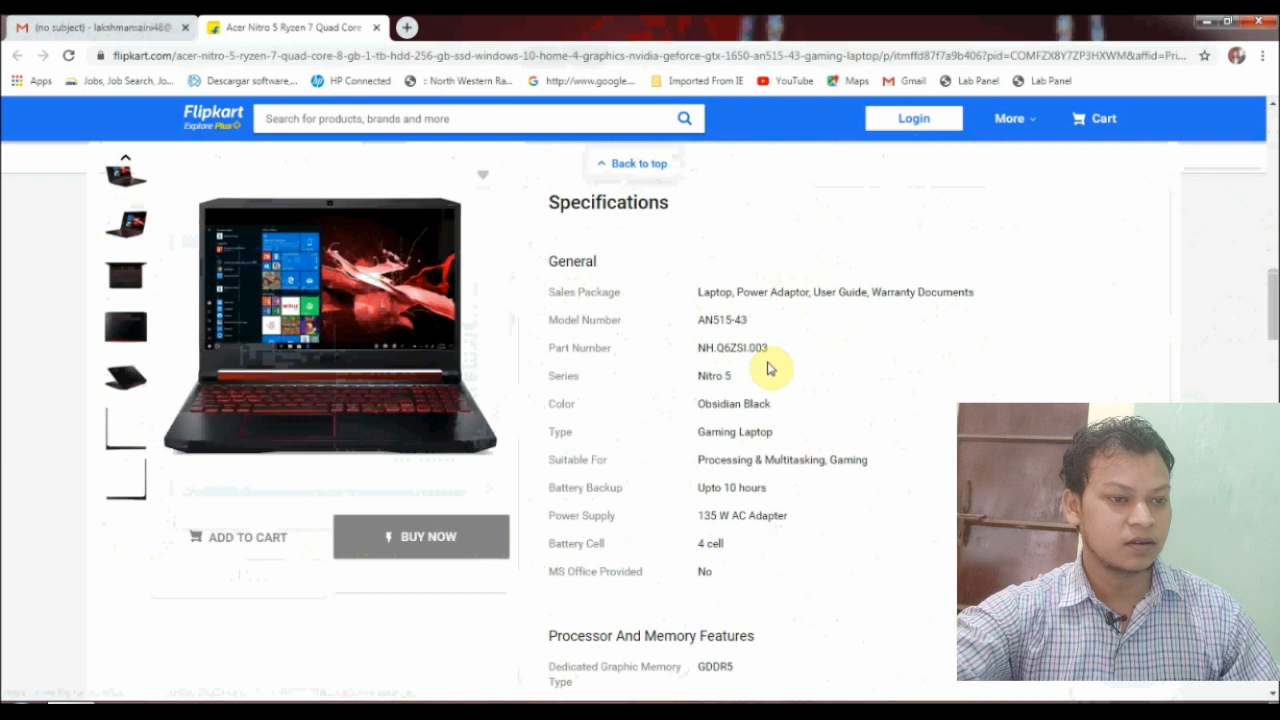 (no subject) - lakshmansaini48@
Acer Nitro 5 Ryzen 7 Quad Core
flipkart.com/acer-nitro-5-ryzen-7-quad-core-8-gb-1-tb-hdd-256-gb-ssd-windows-10-home-4-graphics-nvidia-geforce-gtx-1650-an515-43-gaming-laptop/p/itmffd87f7a9b406?pid=COMFZX8Y7ZP3HXWM&affid=Pri...
Apps Jobs, Job Search, Jo... Descargar software,... HP Connected :: North Western Ra... http://www.google... Imported From IE YouTube Maps Gmail Lab Panel Lab Panel
Flipkart
Explore Plus
Search for products, brands and more
Login
More
Cart
Back to top
Specifications
General
Sales Package Laptop, Power Adaptor, User Guide, Warranty Documents
Model Number AN515-43
Part Number NH.Q6ZSI.003
Series Nitro 5
Color Obsidian Black
Type Gaming Laptop
Suitable For Processing & Multitasking, Gaming
Battery Backup Upto 10 hours
Power Supply 135 W AC Adapter
Battery Cell 4 cell
MS Office Provided No
ADD TO CART
BUY NOW
Processor And Memory Features
Dedicated Graphic Memory Type GDDR5